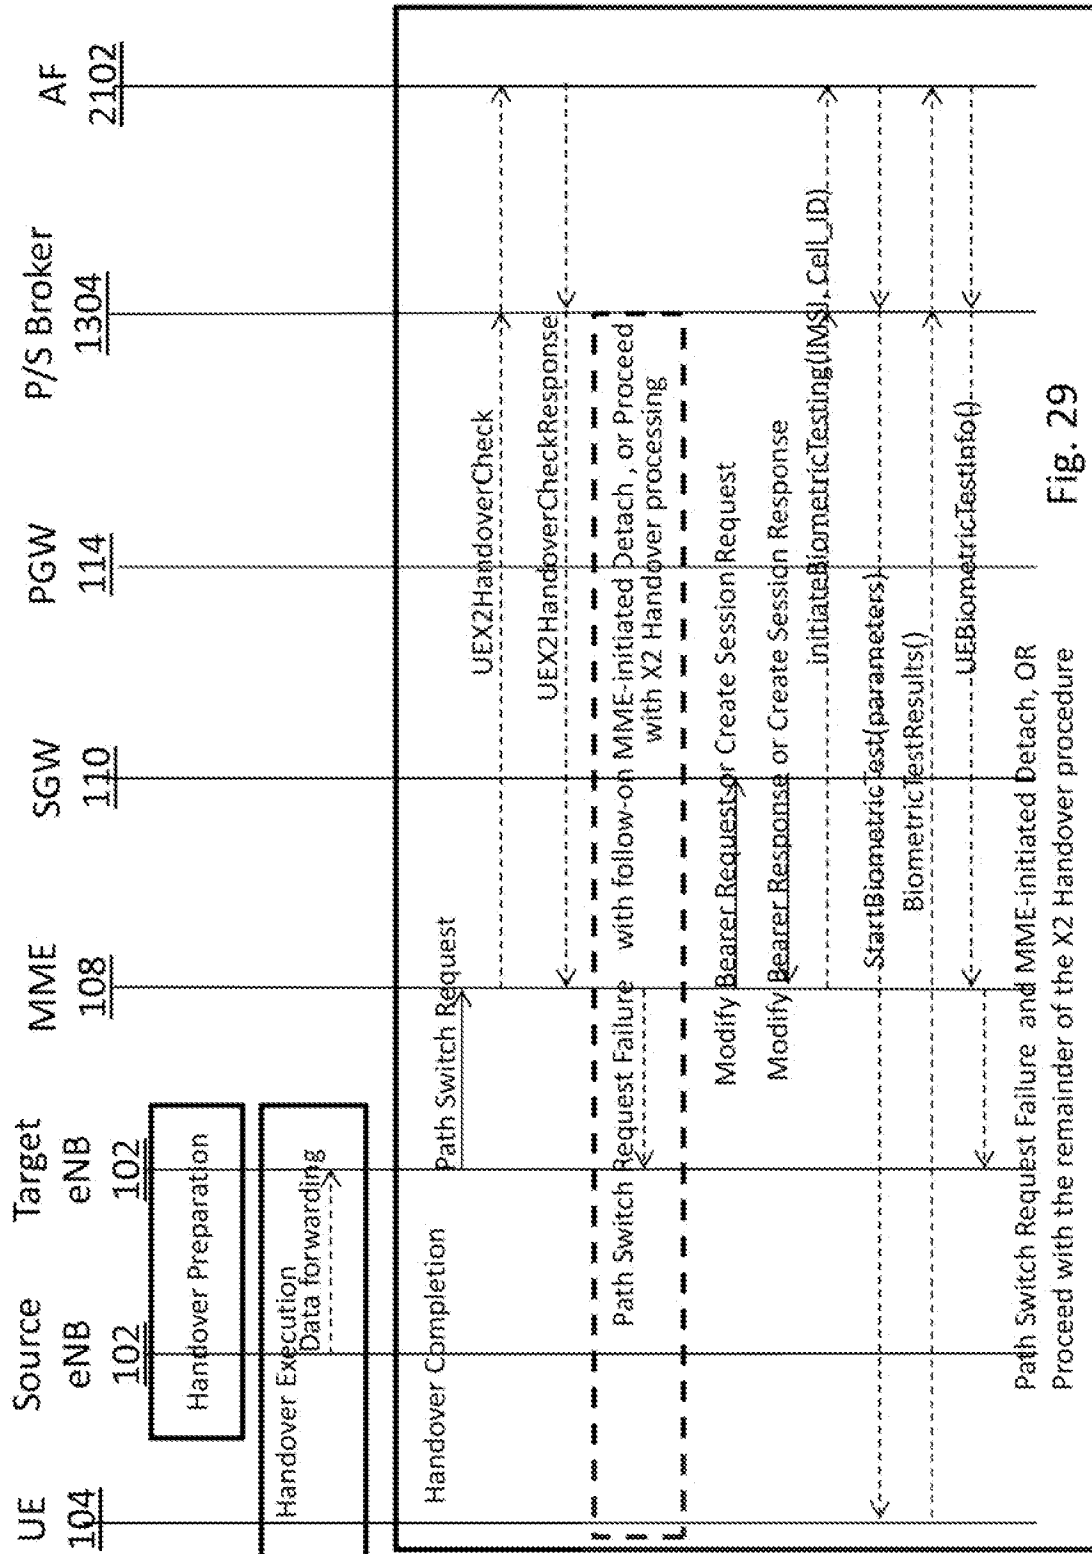 UE
104
Source
eNB
102
Target
eNB
102
MME
108
SGW
110
PGW
114
P/S Broker
1304
AF
2102
Handover Preparation
Handover Execution
Data forwarding
Handover Completion
Path Switch Request
UEX2HandoverCheck
UEX2HandoverCheckResponse
Path Switch Request Failure with follow-on MME-initiated Detach , or Proceed
with X2 Handover processing
Modify Bearer Request or Create Session Request
Modify Bearer Response or Create Session Response
initiateBiometricTesting(IMSI, Cell_ID)
StartBiometricTest(parameters)
BiometricTestResults()
UEBiometricTestInfo()
Path Switch Request Failure and MME-initiated Detach, OR
Proceed with the remainder of the X2 Handover procedure
Fig. 29